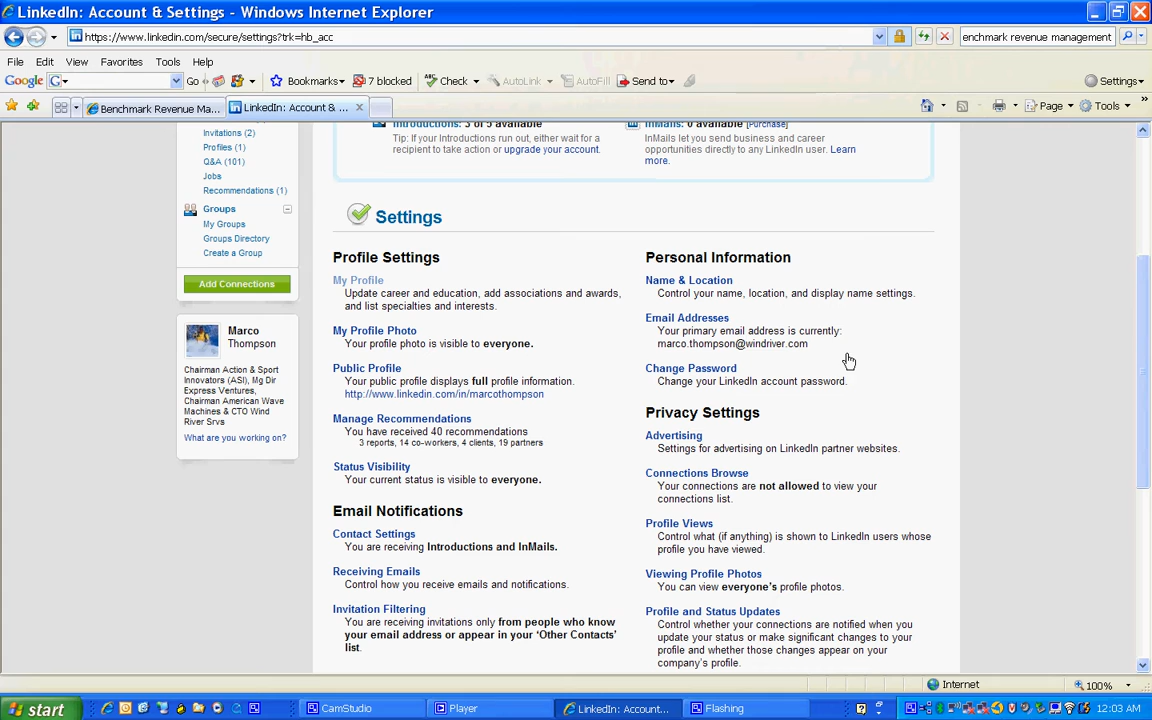 LinkedIn: Account & Settings - Windows Internet Explorer
https://www.linkedin.com/secure/settings?trk=hb_acc
enchmark revenue management
File Edit View Favorites Tools Help
Google Go Bookmarks 7 blocked Check AutoLink AutoFill Send to Settings
Benchmark Revenue Ma... LinkedIn: Account & ... Page Tools
Invitations (2)
Profiles (1)
Q&A (101)
Jobs
Recommendations (1)
Groups
My Groups
Groups Directory
Create a Group
Add Connections
Marco
Thompson
Chairman Action & Sport
Innovators (ASI), Mg Dir
Express Ventures,
Chairman American Wave
Machines & CTO Wind
River Srvs
What are you working on?
Introductions: 3 of 5 available
Tip: If your Introductions run out, either wait for a
recipient to take action or upgrade your account.
InMails: 0 available [Purchase]
InMails let you send business and career
opportunities directly to any LinkedIn user. Learn
more.
Settings
Profile Settings
My Profile
Update career and education, add associations and awards,
and list specialties and interests.
My Profile Photo
Your profile photo is visible to everyone.
Public Profile
Your public profile displays full profile information.
http://www.linkedin.com/in/marcothompson
Manage Recommendations
You have received 40 recommendations
3 reports, 14 co-workers, 4 clients, 19 partners
Status Visibility
Your current status is visible to everyone.
Email Notifications
Contact Settings
You are receiving Introductions and InMails.
Receiving Emails
Control how you receive emails and notifications.
Invitation Filtering
You are receiving invitations only from people who know
your email address or appear in your 'Other Contacts'
list.
Personal Information
Name & Location
Control your name, location, and display name settings.
Email Addresses
Your primary email address is currently:
marco.thompson@windriver.com
Change Password
Change your LinkedIn account password.
Privacy Settings
Advertising
Settings for advertising on LinkedIn partner websites.
Connections Browse
Your connections are not allowed to view your
connections list.
Profile Views
Control what (if anything) is shown to LinkedIn users whose
profile you have viewed.
Viewing Profile Photos
You can view everyone's profile photos.
Profile and Status Updates
Control whether your connections are notified when you
update your status or make significant changes to your
profile and whether those changes appear on your
company's profile.
Internet 100%
start CamStudio Player LinkedIn: Account... Flashing 12:03 AM